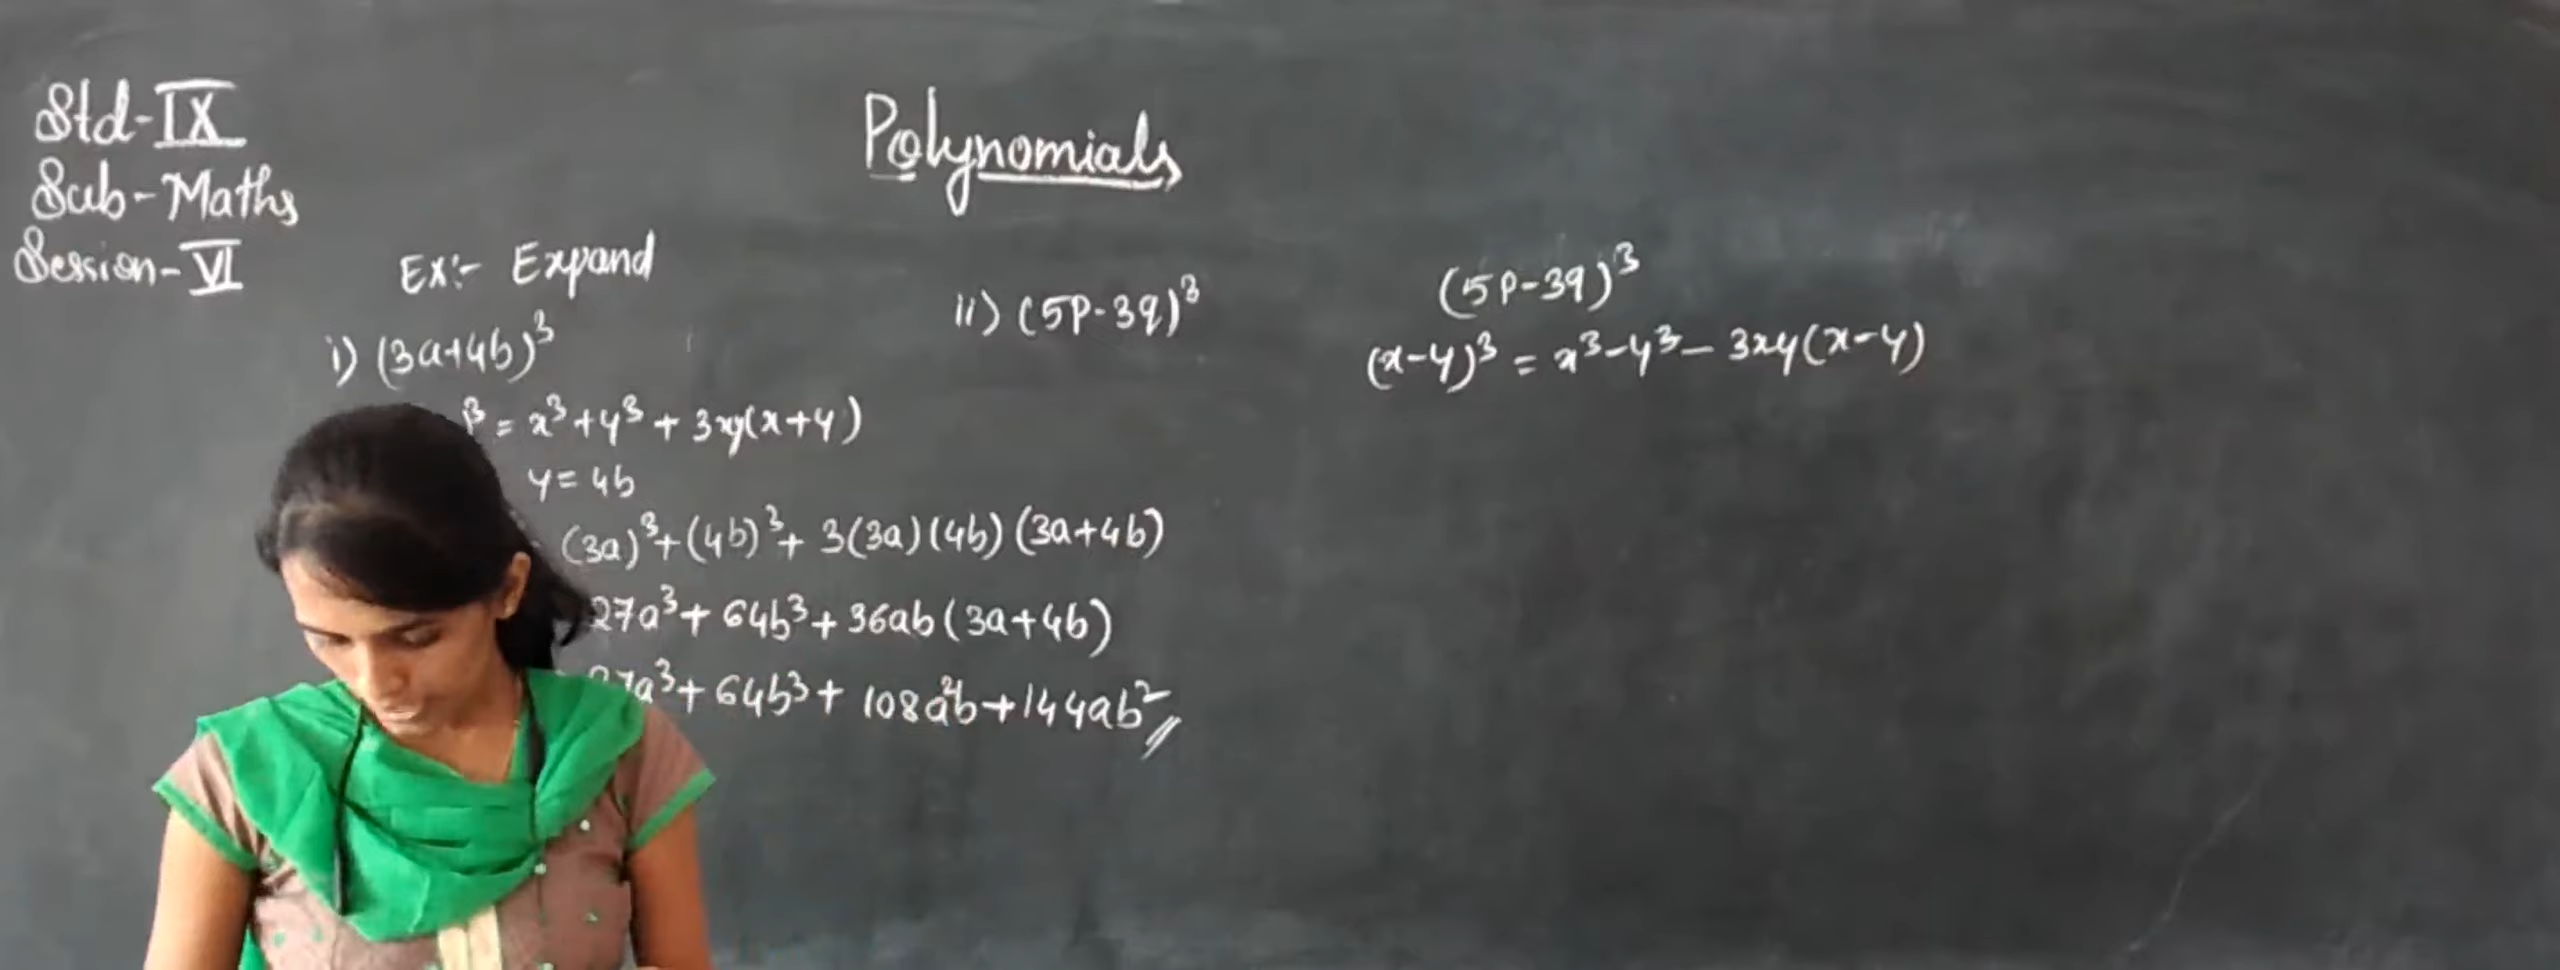 Std-IX
Sub-Maths
Session-VI
Polynomials
Ex:- Expand
i) (3a+4b)³
³ = x³+y³+3xy(x+y)
y=4b
(3a)³+(4b)³+3(3a)(4b)(3a+4b)
27a³+64b³+36ab(3a+4b)
27a³+64b³+108a²b+144ab²
ii) (5P-3q)³
(5P-3q)³
(x-y)³ = x³-y³-3xy(x-y)